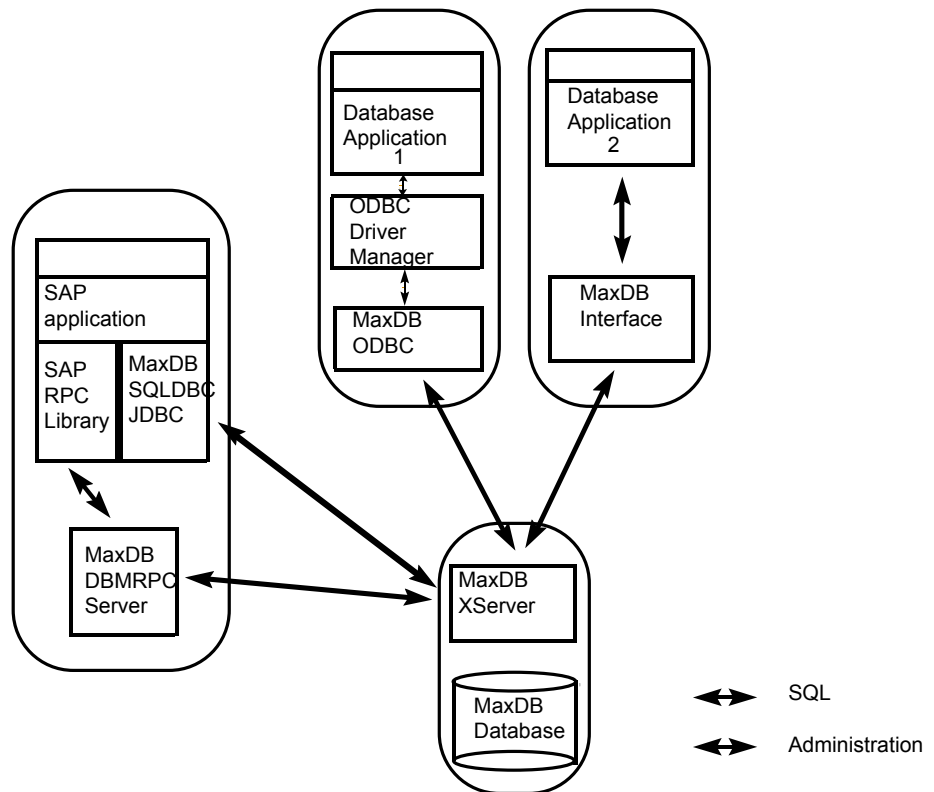 Database
Application
1
ODBC
Driver
Manager
MaxDB
ODBC
Database
Application
2
MaxDB
Interface
SAP
application
SAP
RPC
Library
MaxDB
SQLDBC
JDBC
MaxDB
DBMRPC
Server
MaxDB
XServer
MaxDB
Database
SQL
Administration